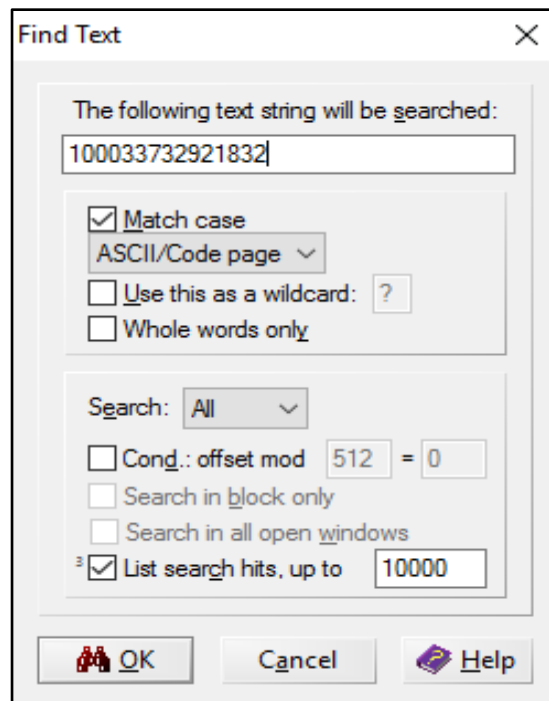 Find Text
The following text string will be searched:
100033732921832
Match case
ASCII/Code page
Use this as a wildcard: ?
Whole words only
Search: All
Cond.: offset mod 512 = 0
Search in block only
Search in all open windows
3 List search hits, up to 10000
OK Cancel Help